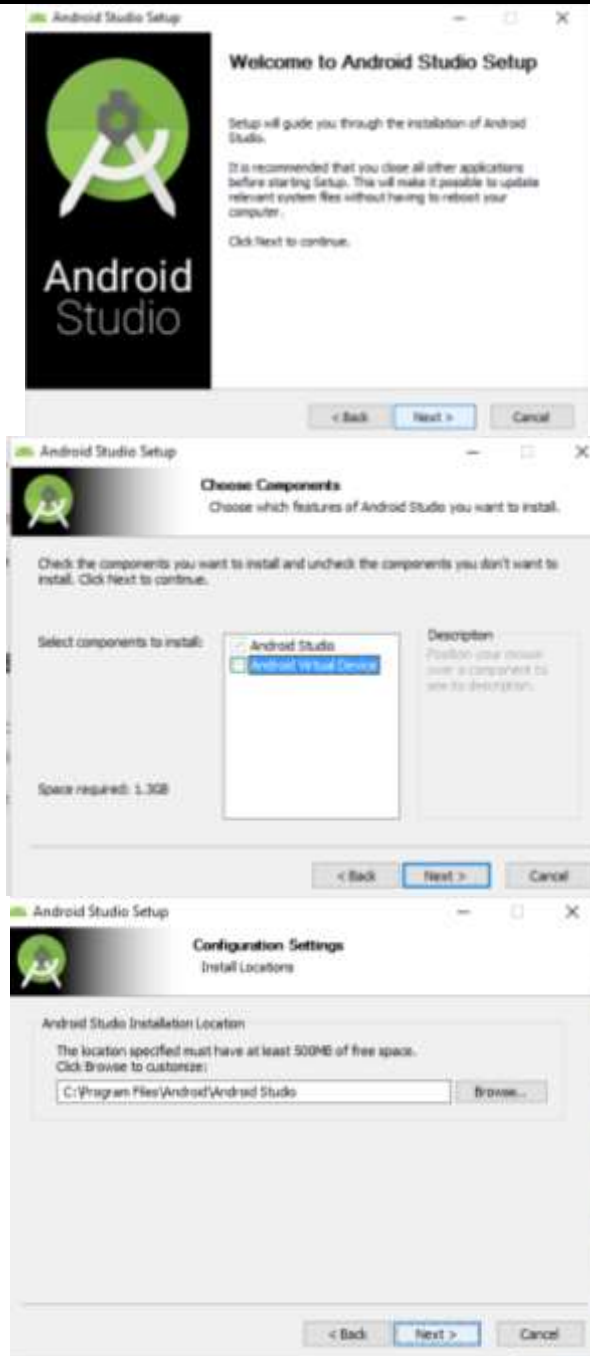 Android Studio Setup
Welcome to Android Studio Setup
Setup will guide you through the installation of Android
Studio.
It is recommended that you close all other applications
before starting Setup. This will make it possible to update
relevant system files without having to reboot your
computer.
Click Next to continue.
Android
Studio
< Back Next > Cancel
Android Studio Setup
Choose Components
Choose which features of Android Studio you want to install.
Check the components you want to install and uncheck the components you don't want to
install. Click Next to continue.
Select components to install:
Android Studio
Android Virtual Device
Description
Position your mouse
over a component to
see its description.
Space required: 1.3GB
< Back Next > Cancel
Android Studio Setup
Configuration Settings
Install Locations
Android Studio Installation Location
The location specified must have at least 500MB of free space.
Click Browse to customize:
C:\Program Files\Android\Android Studio Browse...
< Back Next > Cancel